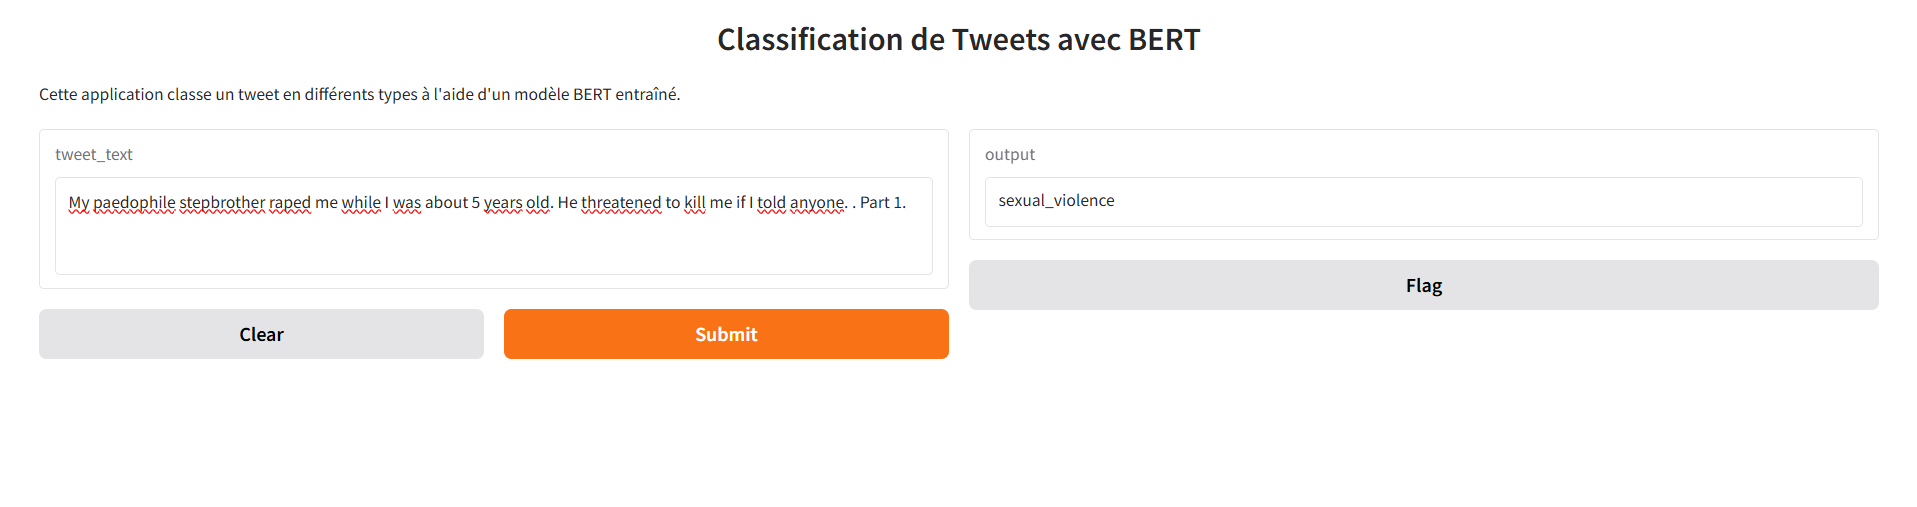 Classification de Tweets avec BERT
Cette application classe un tweet en différents types à l'aide d'un modèle BERT entraîné.
tweet_text
My paedophile stepbrother raped me while I was about 5 years old. He threatened to kill me if I told anyone. . Part 1.
Clear
Submit
output
sexual_violence
Flag